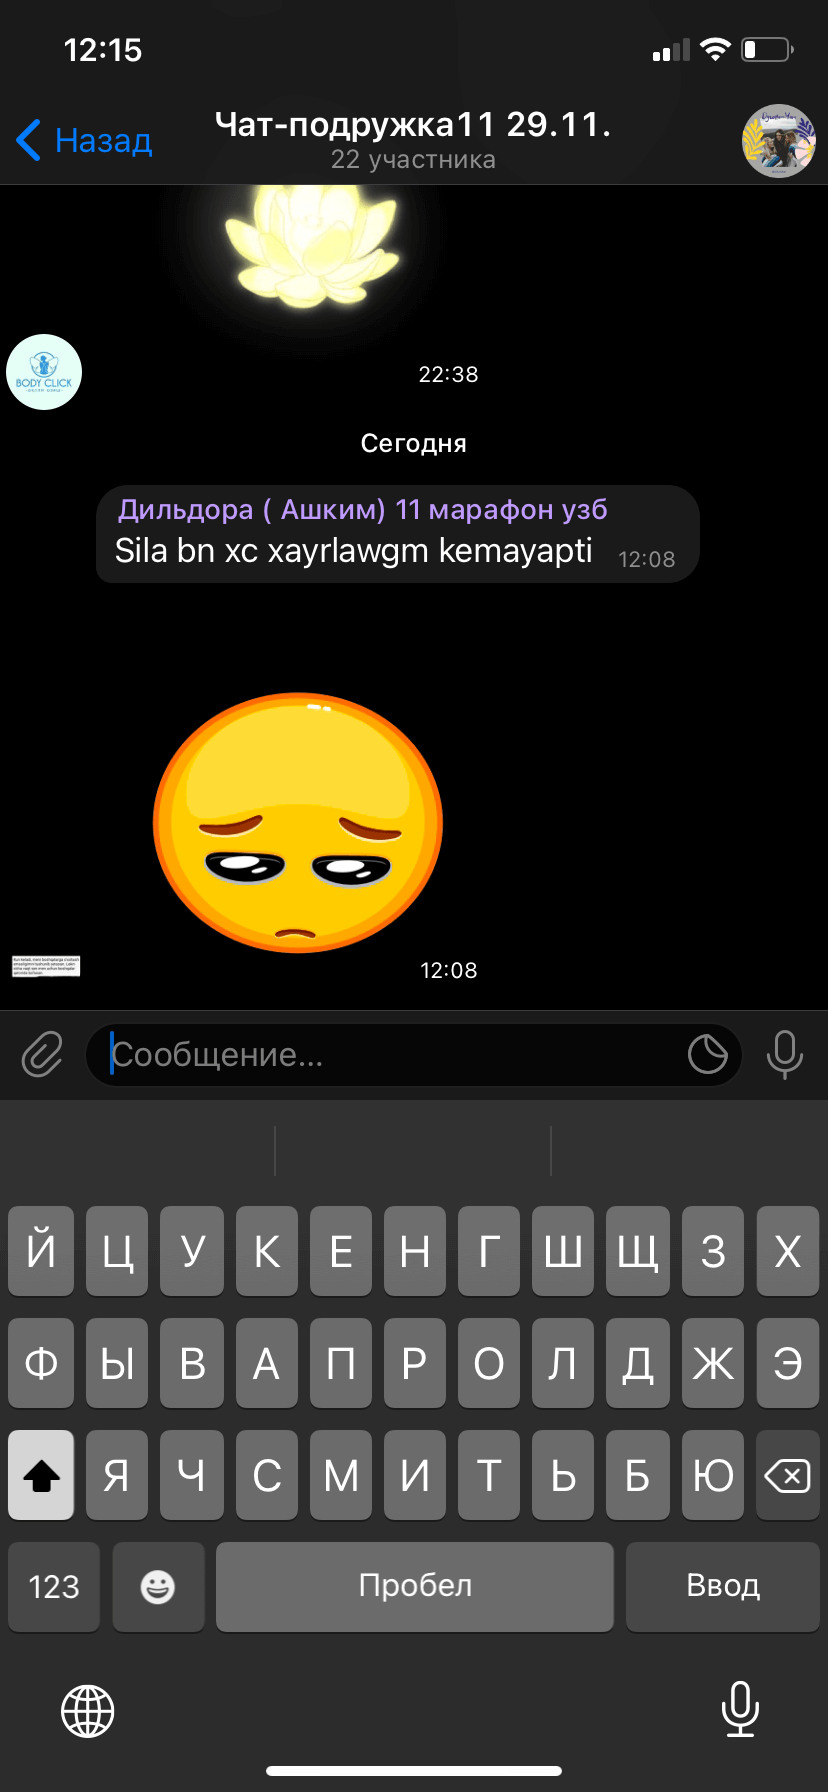 12:15
Назад
Чат-подружка11 29.11.
22 участника
BODY CLICK
22:38
Сегодня
Дильдора ( Ашким) 11 марафон узб
Sila bn xc xayrlawgm kemayapti 12:08
12:08
Сообщение...
Й Ц У К Е Н Г Ш Щ З Х
Ф Ы В А П Р О Л Д Ж Э
Я Ч С М И Т Ь Б Ю
123 Пробел Ввод